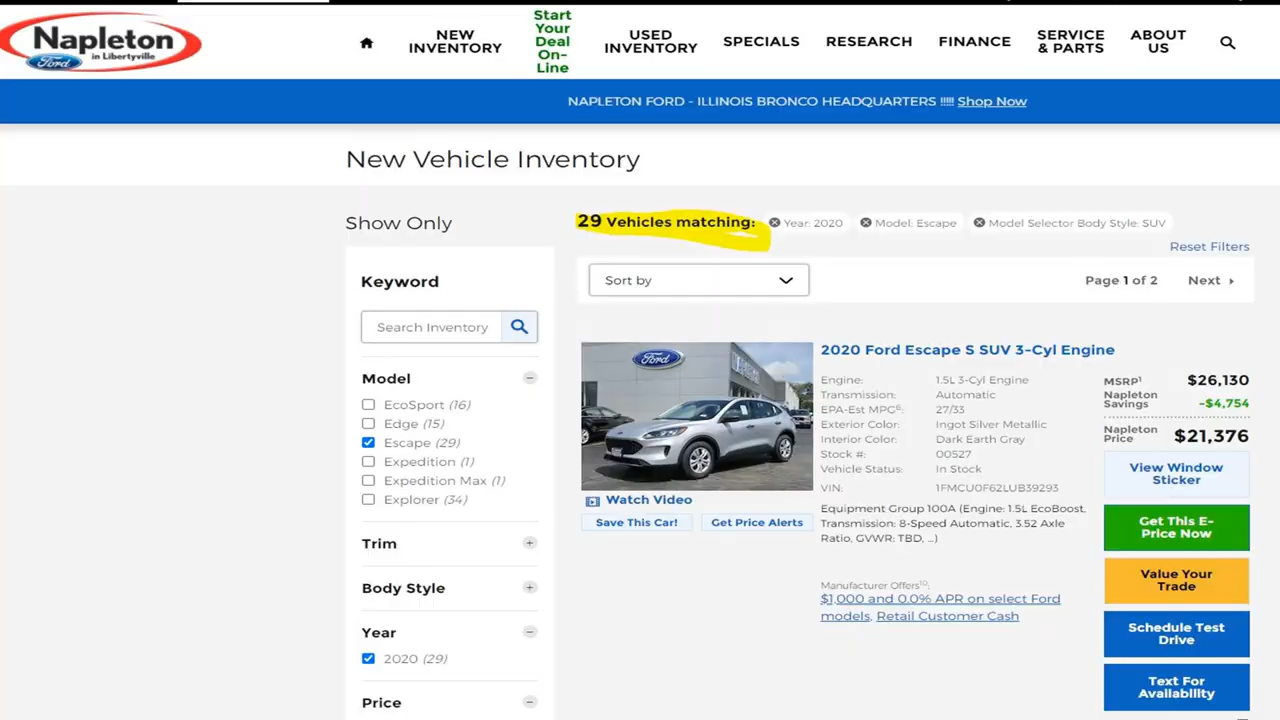 Napleton
Ford in Libertyville
NEW
INVENTORY
Start
Your
Deal
On-
Line
USED
INVENTORY
SPECIALS
RESEARCH
FINANCE
SERVICE
& PARTS
ABOUT
US
NAPLETON FORD - ILLINOIS BRONCO HEADQUARTERS !!!!! Shop Now
New Vehicle Inventory
Show Only
29 Vehicles matching:
Year: 2020
Model: Escape
Model Selector Body Style: SUV
Reset Filters
Keyword
Search Inventory
Model
EcoSport (16)
Edge (15)
Escape (29)
Expedition (1)
Expedition Max (1)
Explorer (34)
Trim
Body Style
Year
2020 (29)
Price
Sort by
Page 1 of 2
Next
Ford
Watch Video
Save This Car!
Get Price Alerts
2020 Ford Escape S SUV 3-Cyl Engine
Engine: 1.5L 3-Cyl Engine
Transmission: Automatic
EPA-Est MPG6: 27/33
Exterior Color: Ingot Silver Metallic
Interior Color: Dark Earth Gray
Stock #: 00527
Vehicle Status: In Stock
VIN: 1FMCU0F62LUB39293
Equipment Group 100A (Engine: 1.5L EcoBoost,
Transmission: 8-Speed Automatic, 3.52 Axle
Ratio, GVWR: TBD, ...)
Manufacturer Offers10:
$1,000 and 0.0% APR on select Ford
models, Retail Customer Cash
MSRP1 $26,130
Napleton
Savings -$4,754
Napleton
Price $21,376
View Window
Sticker
Get This E-
Price Now
Value Your
Trade
Schedule Test
Drive
Text For
Availability